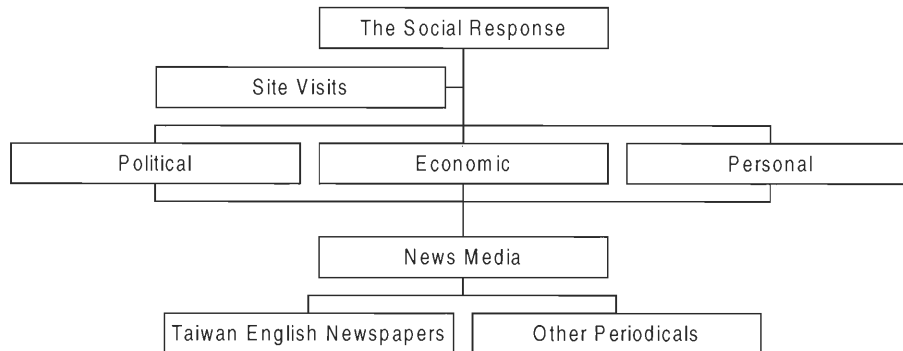 The Social Response
Site Visits
Political
Economic
Personal
News Media
Taiwan English Newspapers
Other Periodicals